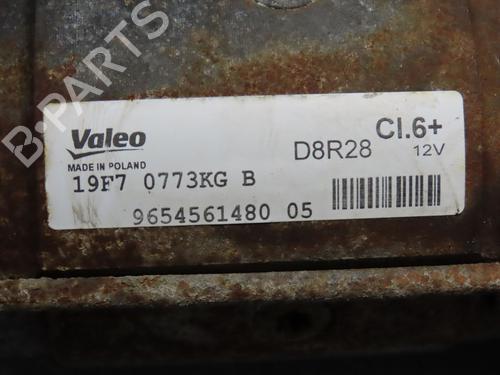 B-PARTS
Valeo
MADE IN POLAND
D8R28
Cl.6+
12V
19F7 0773KG B
9654561480 05